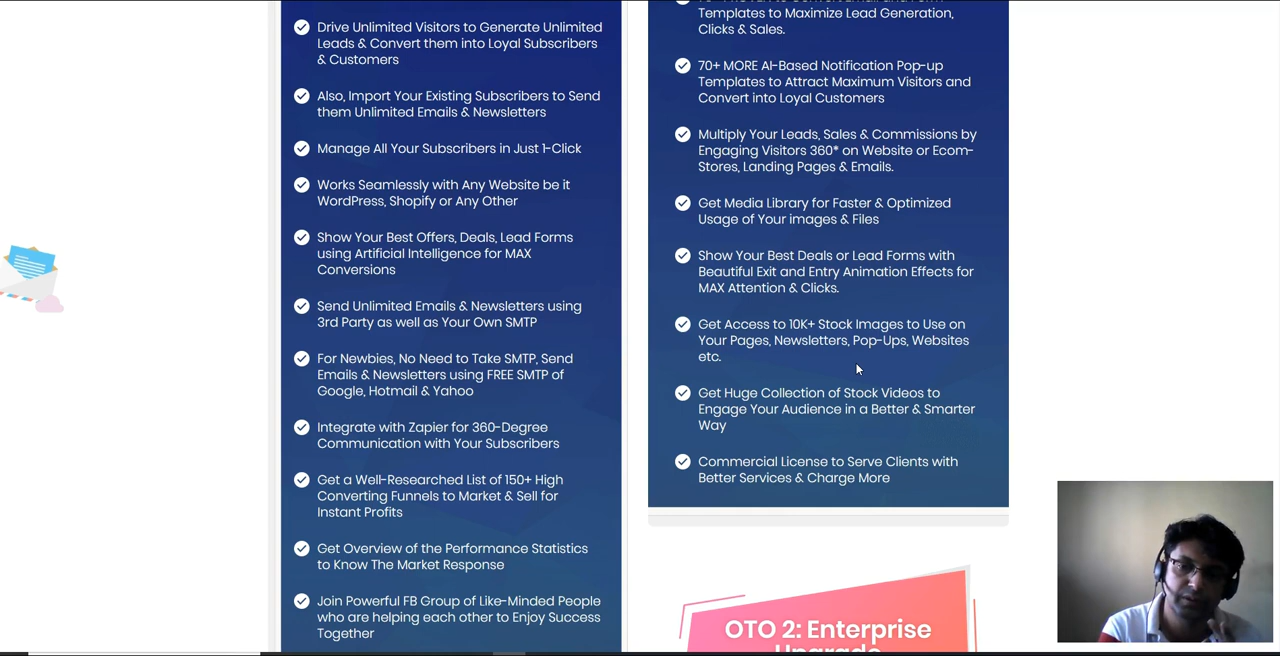 Drive Unlimited Visitors to Generate Unlimited
Leads & Convert them into Loyal Subscribers
& Customers
Also, Import Your Existing Subscribers to Send
them Unlimited Emails & Newsletters
Manage All Your Subscribers in Just 1-Click
Works Seamlessly with Any Website be it
WordPress, Shopify or Any Other
Show Your Best Offers, Deals, Lead Forms
using Artificial Intelligence for MAX
Conversions
Send Unlimited Emails & Newsletters using
3rd Party as well as Your Own SMTP
For Newbies, No Need to Take SMTP, Send
Emails & Newsletters using FREE SMTP of
Google, Hotmail & Yahoo
Integrate with Zapier for 360-Degree
Communication with Your Subscribers
Get a Well-Researched List of 150+ High
Converting Funnels to Market & Sell for
Instant Profits
Get Overview of the Performance Statistics
to Know The Market Response
Join Powerful FB Group of Like-Minded People
who are helping each other to Enjoy Success
Together
Templates to Maximize Lead Generation,
Clicks & Sales.
70+ MORE AI-Based Notification Pop-up
Templates to Attract Maximum Visitors and
Convert into Loyal Customers
Multiply Your Leads, Sales & Commissions by
Engaging Visitors 360* on Website or Ecom-
Stores, Landing Pages & Emails.
Get Media Library for Faster & Optimized
Usage of Your images & Files
Show Your Best Deals or Lead Forms with
Beautiful Exit and Entry Animation Effects for
MAX Attention & Clicks.
Get Access to 10K+ Stock Images to Use on
Your Pages, Newsletters, Pop-Ups, Websites
etc.
Get Huge Collection of Stock Videos to
Engage Your Audience in a Better & Smarter
Way
Commercial License to Serve Clients with
Better Services & Charge More
OTO 2: Enterprise
Upgrade